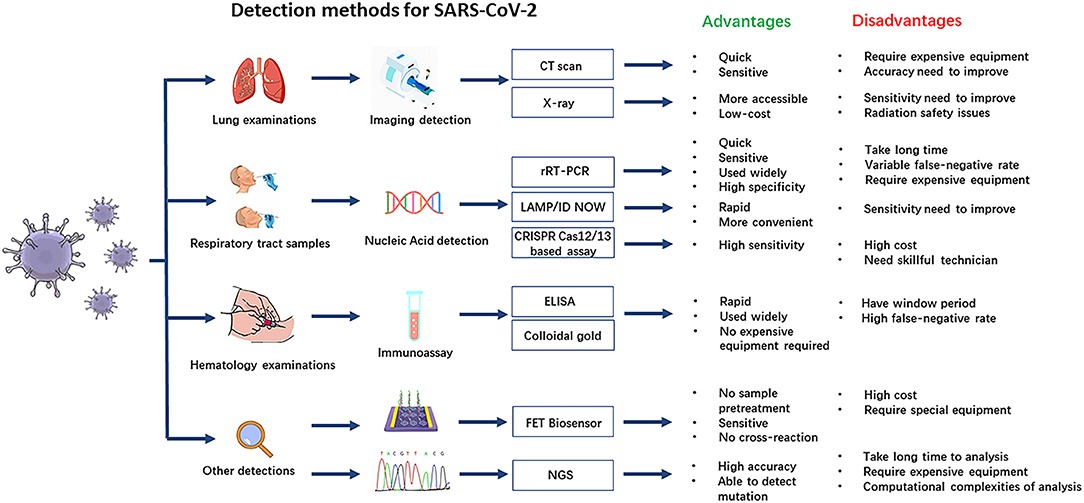 Detection methods for SARS-CoV-2
Advantages
Disadvantages
Lung examinations
Imaging detection
CT scan
• Quick
• Sensitive
• Require expensive equipment
• Accuracy need to improve
X-ray
• More accessible
• Low-cost
• Sensitivity need to improve
• Radiation safety issues
Respiratory tract samples
Nucleic Acid detection
rRT-PCR
• Quick
• Sensitive
• Used widely
• High specificity
• Take long time
• Variable false-negative rate
• Require expensive equipment
LAMP/ID NOW
• Rapid
• More convenient
• Sensitivity need to improve
CRISPR Cas12/13
based assay
• High sensitivity
• High cost
• Need skillful technician
Hematology examinations
Immunoassay
ELISA
Colloidal gold
• Rapid
• Used widely
• No expensive
equipment required
• Have window period
• High false-negative rate
Other detections
FET Biosensor
• No sample
pretreatment
• Sensitive
• No cross-reaction
• High cost
• Require special equipment
T A C G T T A C G
NGS
• High accuracy
• Able to detect
mutation
• Take long time to analysis
• Require expensive equipment
• Computational complexities of analysis